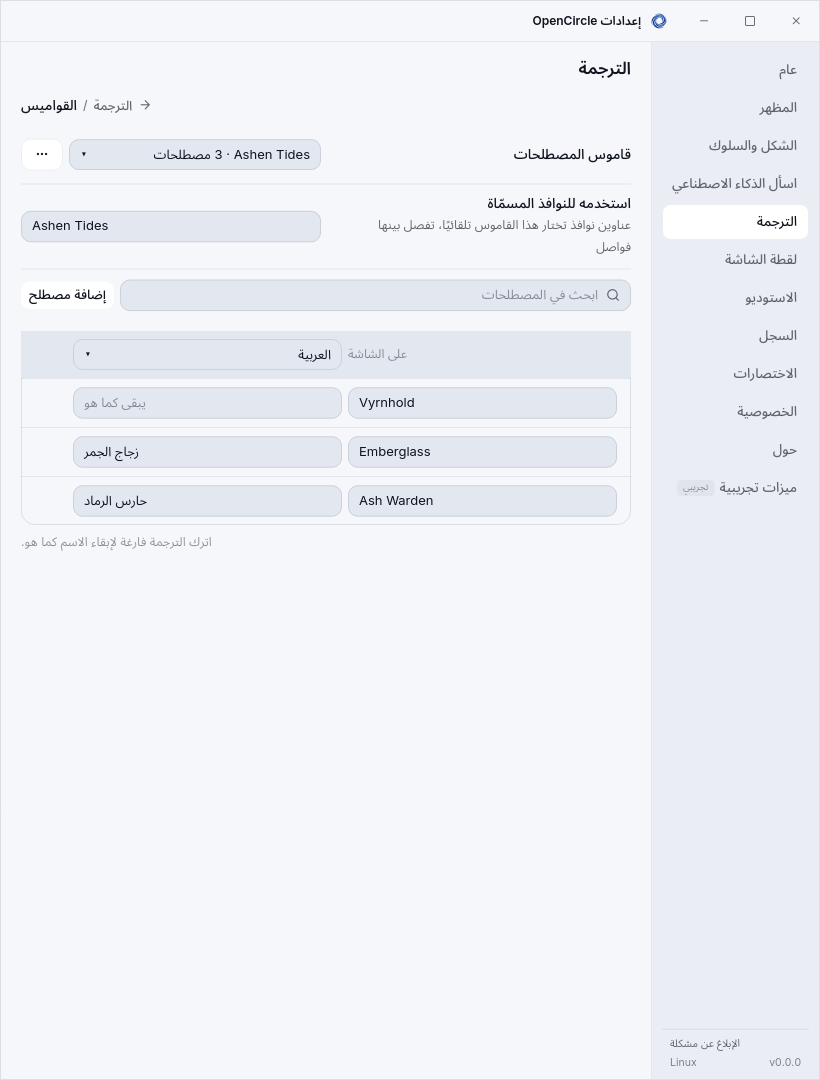 إعدادات OpenCircle
عام
المظهر
الشكل والسلوك
اسأل الذكاء الاصطناعي
الترجمة
لقطة الشاشة
الاستوديو
السجل
الاختصارات
الخصوصية
حول
ميزات تجريبية تجريبي
الإبلاغ عن مشكلة
v0.0.0 Linux
الترجمة
الترجمة / القواميس
قاموس المصطلحات
Ashen Tides · 3 مصطلحات
استخدمه للنوافذ المسمّاة
عناوين نوافذ تختار هذا القاموس تلقائيًا، تفصل بينها
فواصل
Ashen Tides
ابحث في المصطلحات
إضافة مصطلح
على الشاشة
العربية
Vyrnhold
يبقى كما هو
Emberglass
زجاج الجمر
Ash Warden
حارس الرماد
اترك الترجمة فارغة لإبقاء الاسم كما هو.